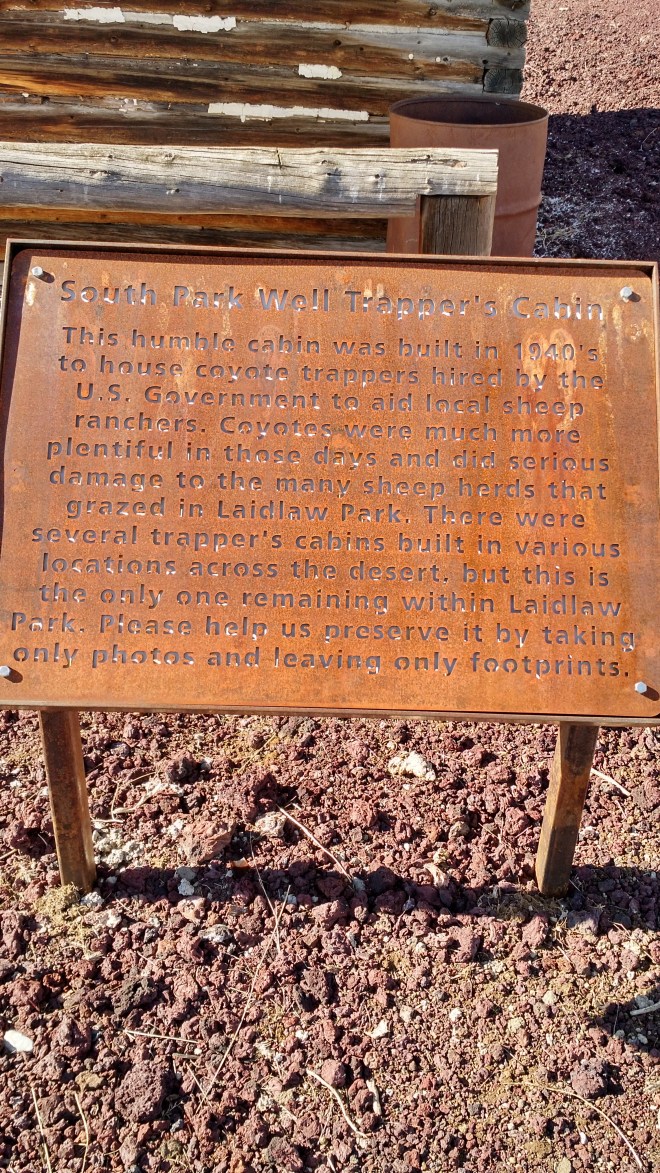 South Park Well Trapper's Cabin
This humble cabin was built in 1940's
to house coyote trappers hired by the
U.S. Government to aid local sheep
ranchers. Coyotes were much more
plentiful in those days and did serious
damage to the many sheep herds that
grazed in Laidlaw Park. There were
several trapper's cabins built in various
locations across the desert, but this is
the only one remaining within Laidlaw
Park. Please help us preserve it by taking
only photos and leaving only footprints.